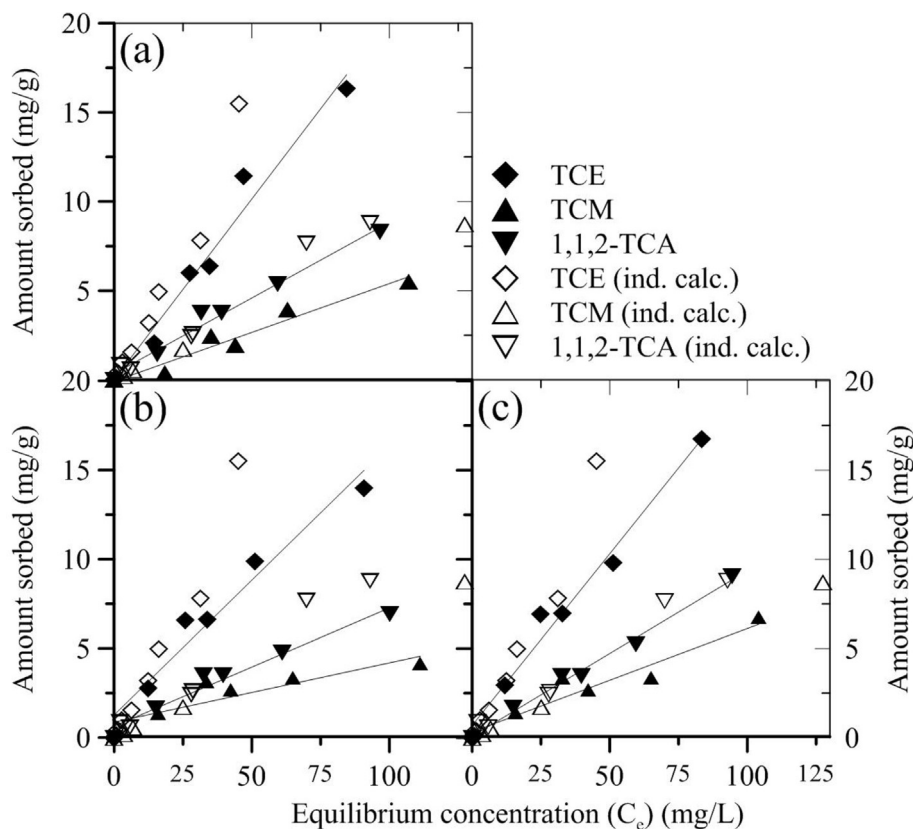 20
(a)
15
10
5
20
Amount sorbed (mg/g)
TCE
TCM
1,1,2-TCA
TCE (ind. calc.)
TCM (ind. calc.)
1,1,2-TCA (ind. calc.)
(b)
15
10
5
0
Amount sorbed (mg/g)
0 25 50 75 100
(c)
20
15
10
5
0
Amount sorbed (mg/g)
0 25 50 75 100 125
Equilibrium concentration (Cₑ) (mg/L)